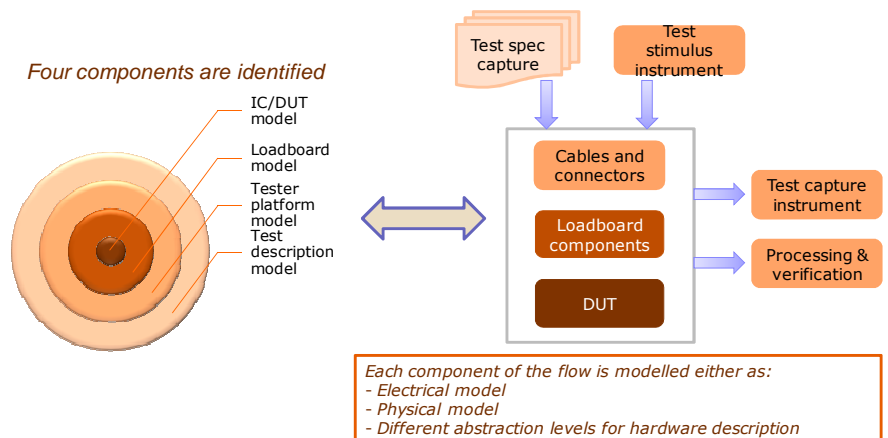 Four components are identified
IC/DUT
model
Loadboard
model
Tester
platform
model
Test
description
model
Test spec
capture
Test
stimulus
instrument
Cables and
connectors
Loadboard
components
DUT
Test capture
instrument
Processing &
verification
Each component of the flow is modelled either as:
- Electrical model
- Physical model
- Different abstraction levels for hardware description